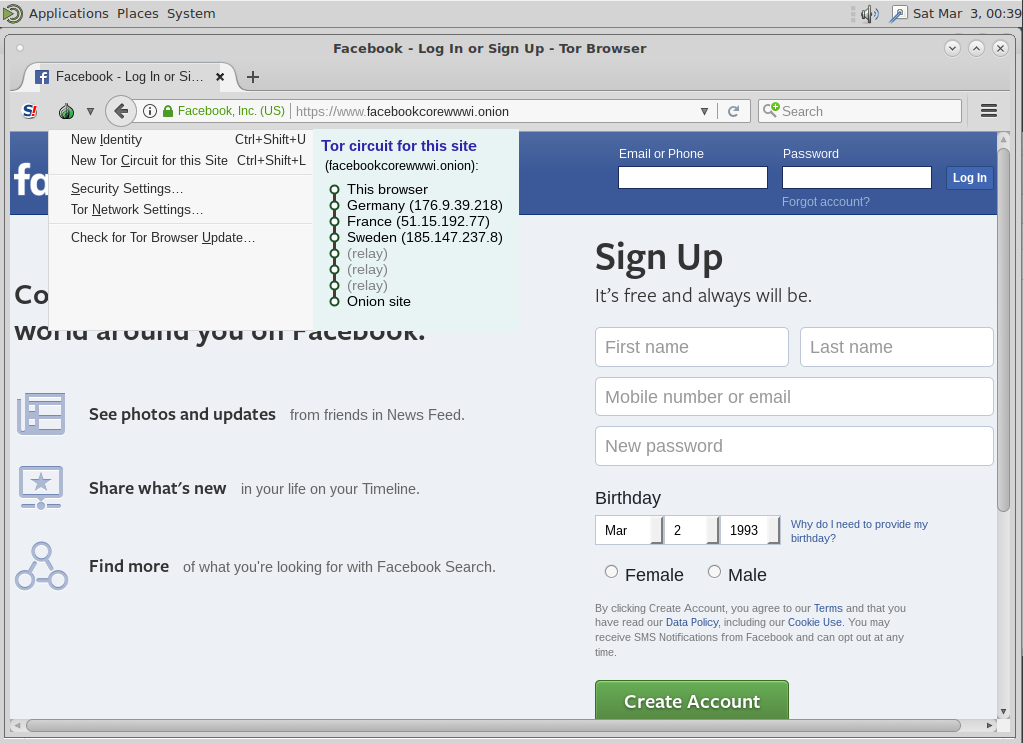 Applications Places System
Sat Mar 3, 00:39
Facebook - Log In or Sign Up - Tor Browser
Facebook - Log In or Si…
S!
Facebook, Inc. (US) https://www.facebookcorewwwi.onion
Search
New Identity Ctrl+Shift+U
New Tor Circuit for this Site Ctrl+Shift+L
Security Settings…
Tor Network Settings…
Check for Tor Browser Update…
Tor circuit for this site
(facebookcorewwwi.onion):
This browser
Germany (176.9.39.218)
France (51.15.192.77)
Sweden (185.147.237.8)
(relay)
(relay)
(relay)
Onion site
Email or Phone
Password
Log In
Forgot account?
world around you on Facebook.
See photos and updates from friends in News Feed.
Share what's new in your life on your Timeline.
Find more of what you're looking for with Facebook Search.
Sign Up
It's free and always will be.
First name
Last name
Mobile number or email
New password
Birthday
Mar 2 1993
Why do I need to provide my
birthday?
Female Male
By clicking Create Account, you agree to our Terms and that you
have read our Data Policy, including our Cookie Use. You may
receive SMS Notifications from Facebook and can opt out at any
time.
Create Account